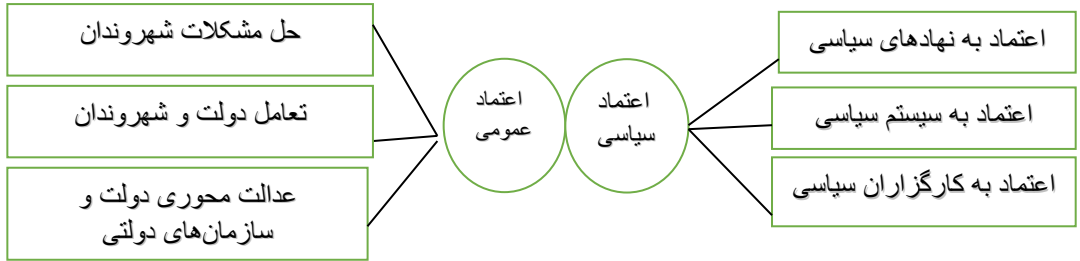 اعتماد به نهادهای سیاسی
اعتماد به سیستم سیاسی
اعتماد به کارگزاران سیاسی
اعتماد
سیاسی
اعتماد
عمومی
حل مشکلات شهروندان
تعامل دولت و شهروندان
عدالت محوری دولت و
سازمان‌های دولتی